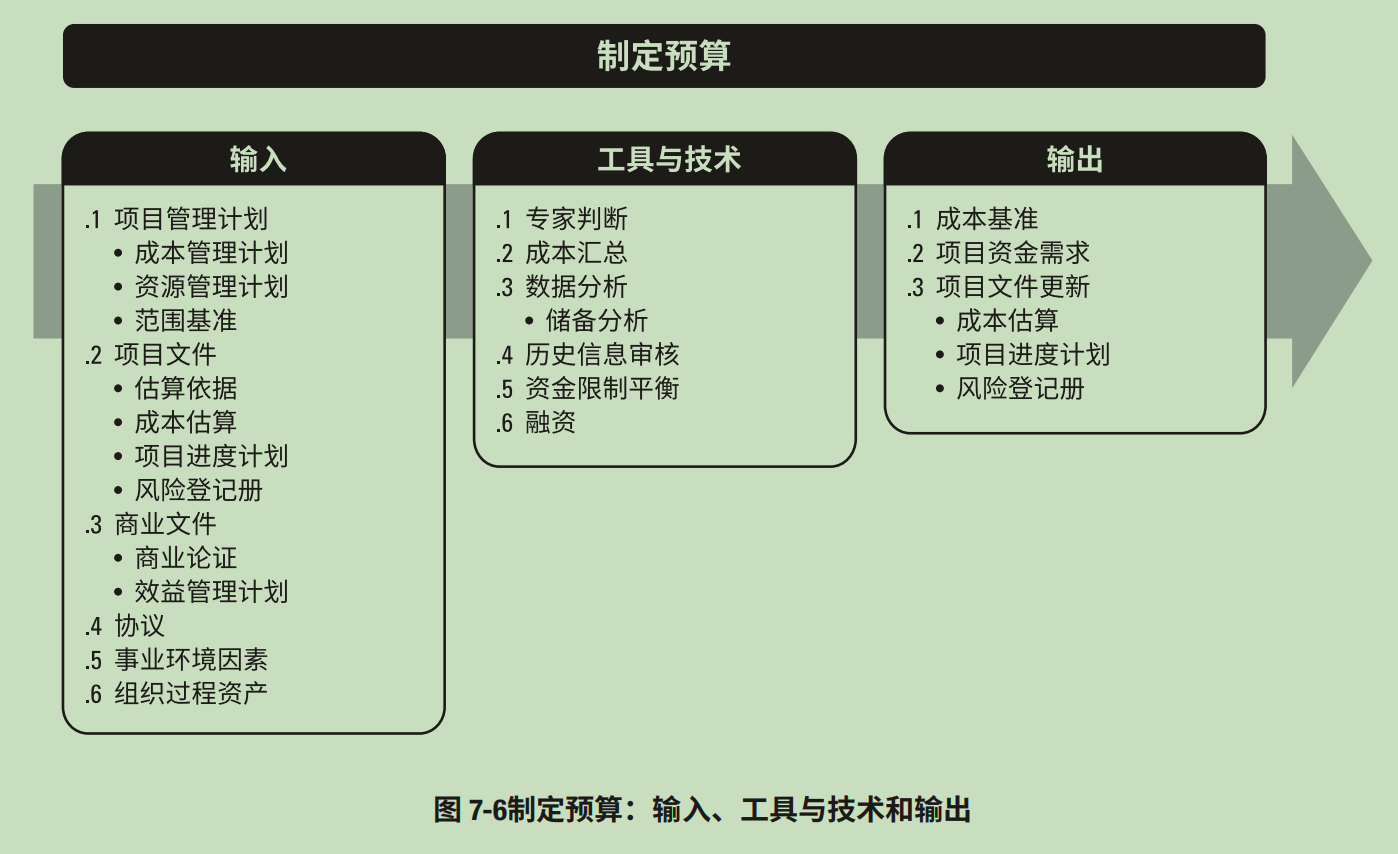 制定预算
输入
.1 项目管理计划
• 成本管理计划
• 资源管理计划
• 范围基准
.2 项目文件
• 估算依据
• 成本估算
• 项目进度计划
• 风险登记册
.3 商业文件
• 商业论证
• 效益管理计划
.4 协议
.5 事业环境因素
.6 组织过程资产
工具与技术
.1 专家判断
.2 成本汇总
.3 数据分析
• 储备分析
.4 历史信息审核
.5 资金限制平衡
.6 融资
输出
.1 成本基准
.2 项目资金需求
.3 项目文件更新
• 成本估算
• 项目进度计划
• 风险登记册
图 7-6制定预算：输入、工具与技术和输出